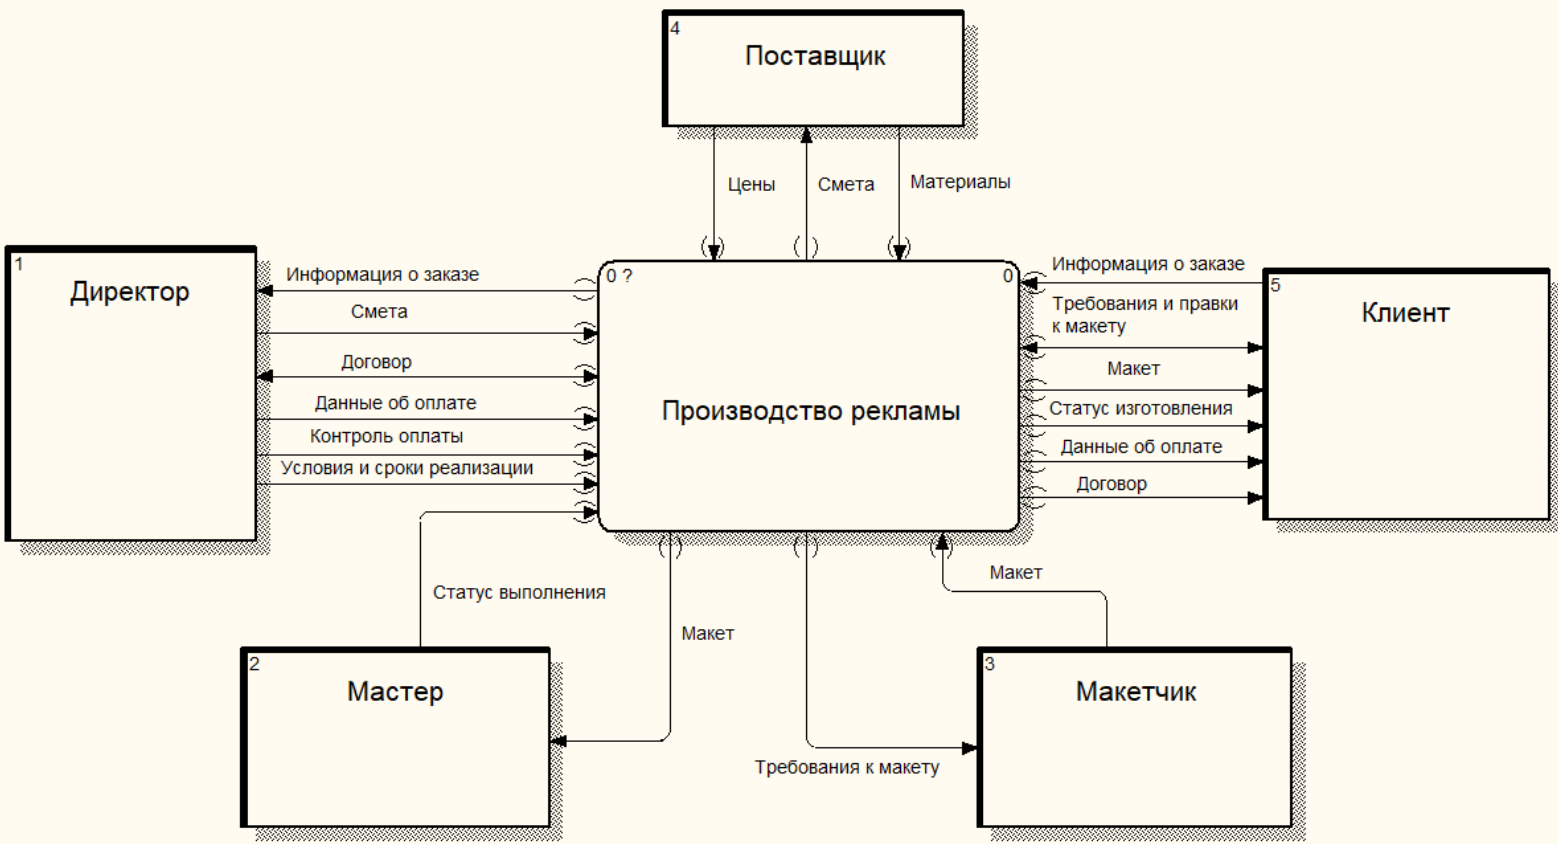 4
Поставщик
Цены
Смета
Материалы
1
Директор
Информация о заказе
Смета
Договор
Данные об оплате
Контроль оплаты
Условия и сроки реализации
0 ?
0
Производство рекламы
Информация о заказе
Требования и правки
к макету
Макет
Статус изготовления
Данные об оплате
Договор
5
Клиент
Статус выполнения
Макет
Макет
Требования к макету
2
Мастер
3
Макетчик